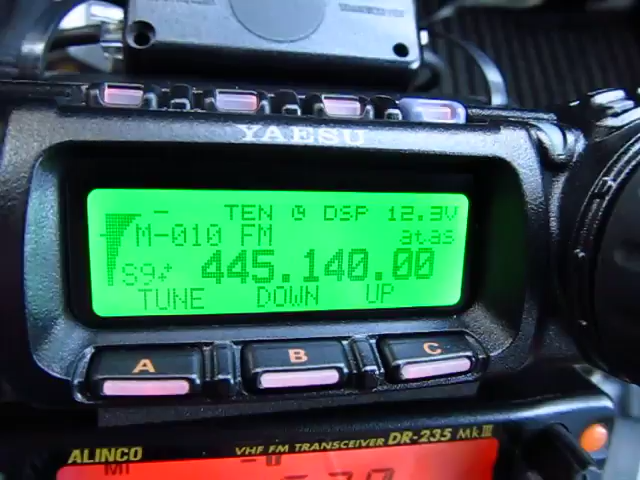 YAESU
TEN DSP 12.3V
M-010 FM
atas
S9+
445.140.00
TUNE DOWN UP
A B C
ALINCO VHF FM TRANSCEIVER DR-235 MkIII